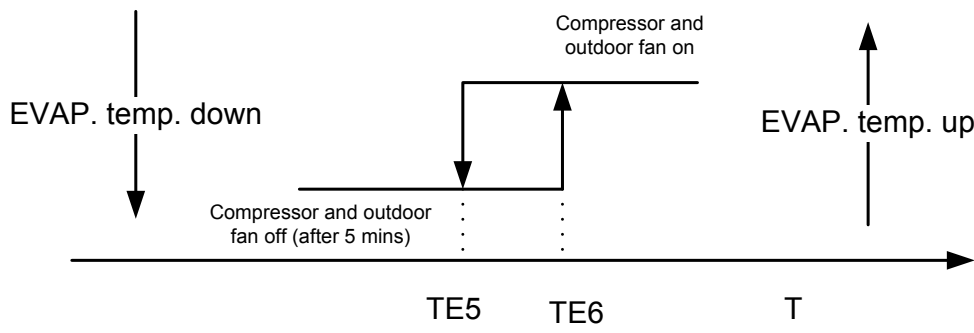 Compressor and
outdoor fan on
EVAP. temp. down
EVAP. temp. up
Compressor and outdoor
fan off (after 5 mins)
TE5
TE6
T